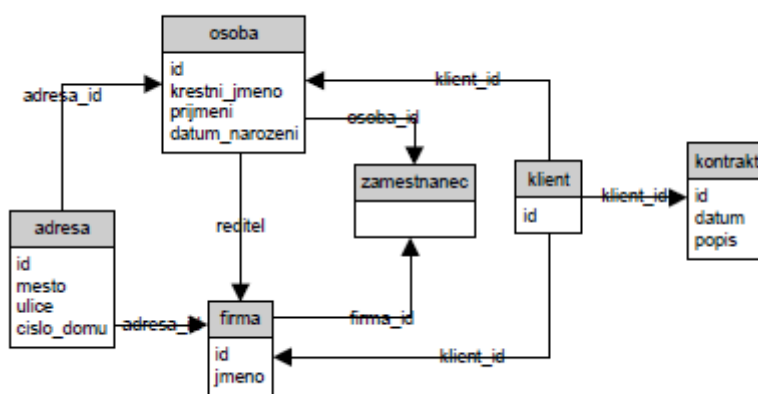 osoba
id
krestni_jmeno
prijmeni
datum_narozeni
adresa_id
klient_id
osoba_id
zamestnanec
klient
id
klient_id
kontrakt
id
datum
popis
adresa
id
mesto
ulice
cislo_domu
reditel
adresa_id
firma
id
jmeno
firma_id
klient_id